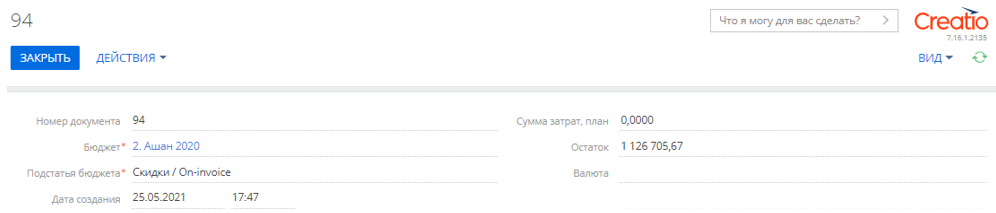 94
Что я могу для вас сделать?
Creatio
7.16.1.2135
ЗАКРЫТЬ ДЕЙСТВИЯ ВИД
Номер документа 94
Бюджет* 2. Ашан 2020
Подстатья бюджета* Скидки / On-invoice
Дата создания 25.05.2021 17:47
Сумма затрат, план 0,0000
Остаток 1 126 705,67
Валюта